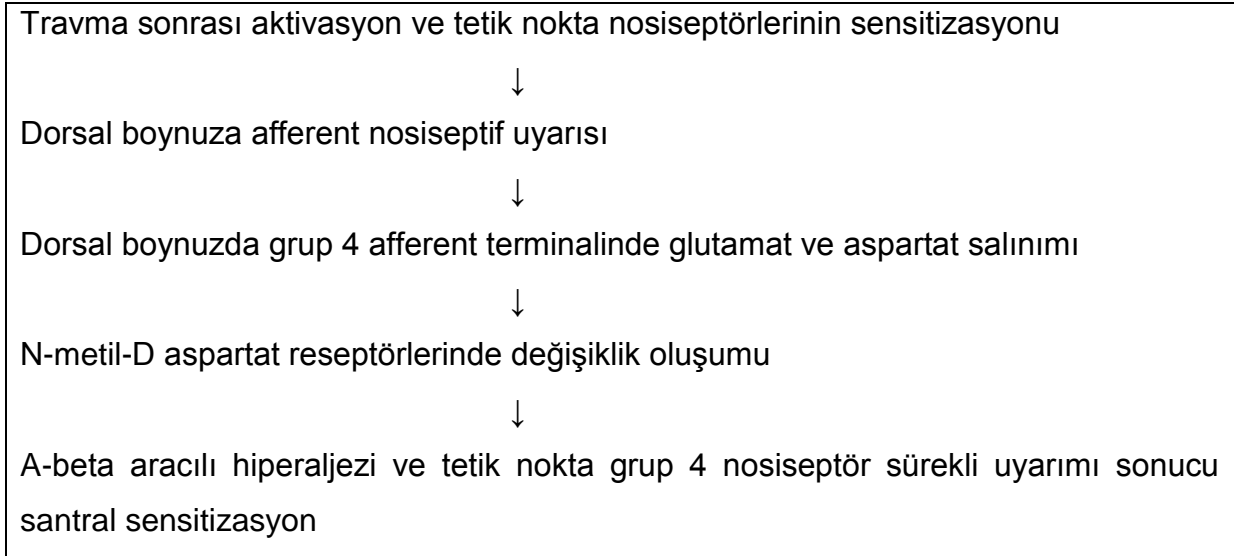 Travma sonrası aktivasyon ve tetik nokta nosiseptörlerinin sensitizasyonu
↓
Dorsal boynuza afferent nosiseptif uyarısı
↓
Dorsal boynuzda grup 4 afferent terminalinde glutamat ve aspartat salınımı
↓
N-metil-D aspartat reseptörlerinde değişiklik oluşumu
↓
A-beta aracılı hiperaljezi ve tetik nokta grup 4 nosiseptör sürekli uyarımı sonucu
santral sensitizasyon